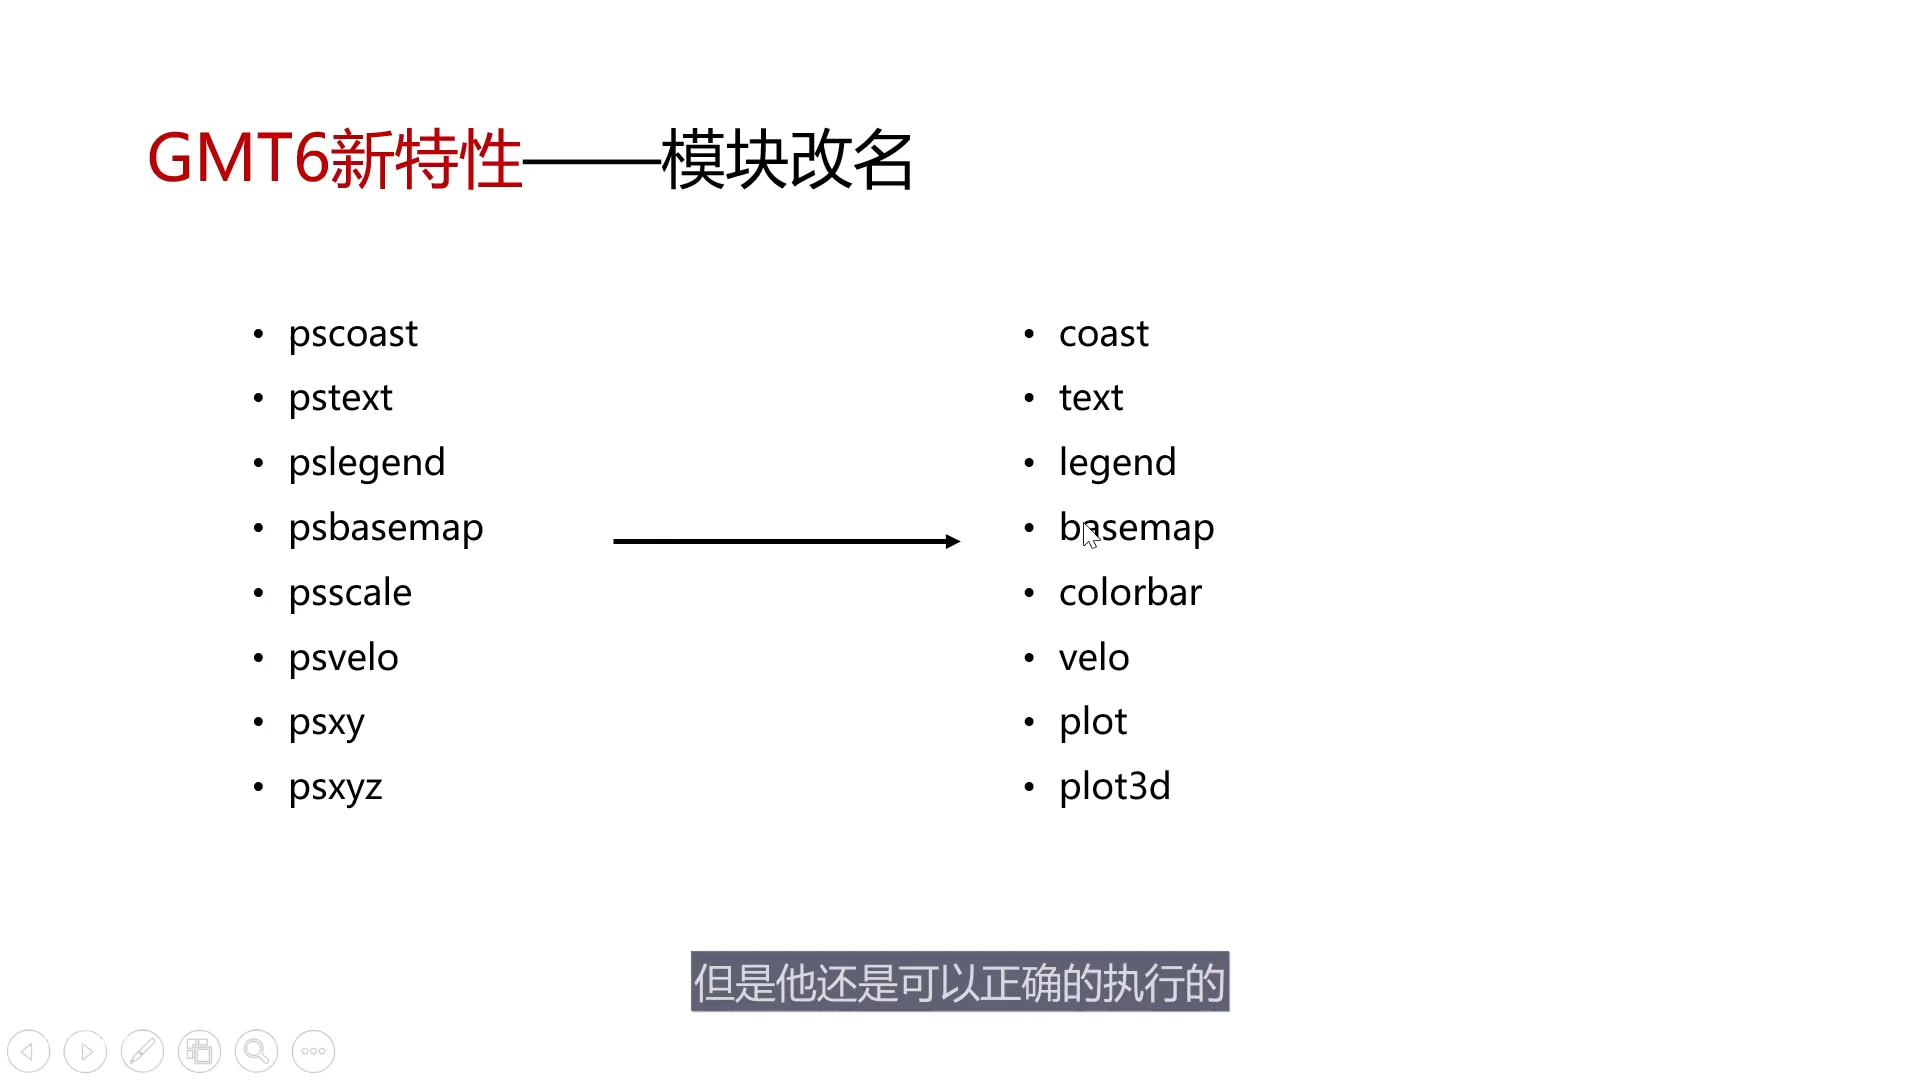 GMT6新特性——模块改名
• pscoast
• pstext
• pslegend
• psbasemap
• psscale
• psvelo
• psxy
• psxyz
• coast
• text
• legend
• basemap
• colorbar
• velo
• plot
• plot3d
但是他还是可以正确的执行的